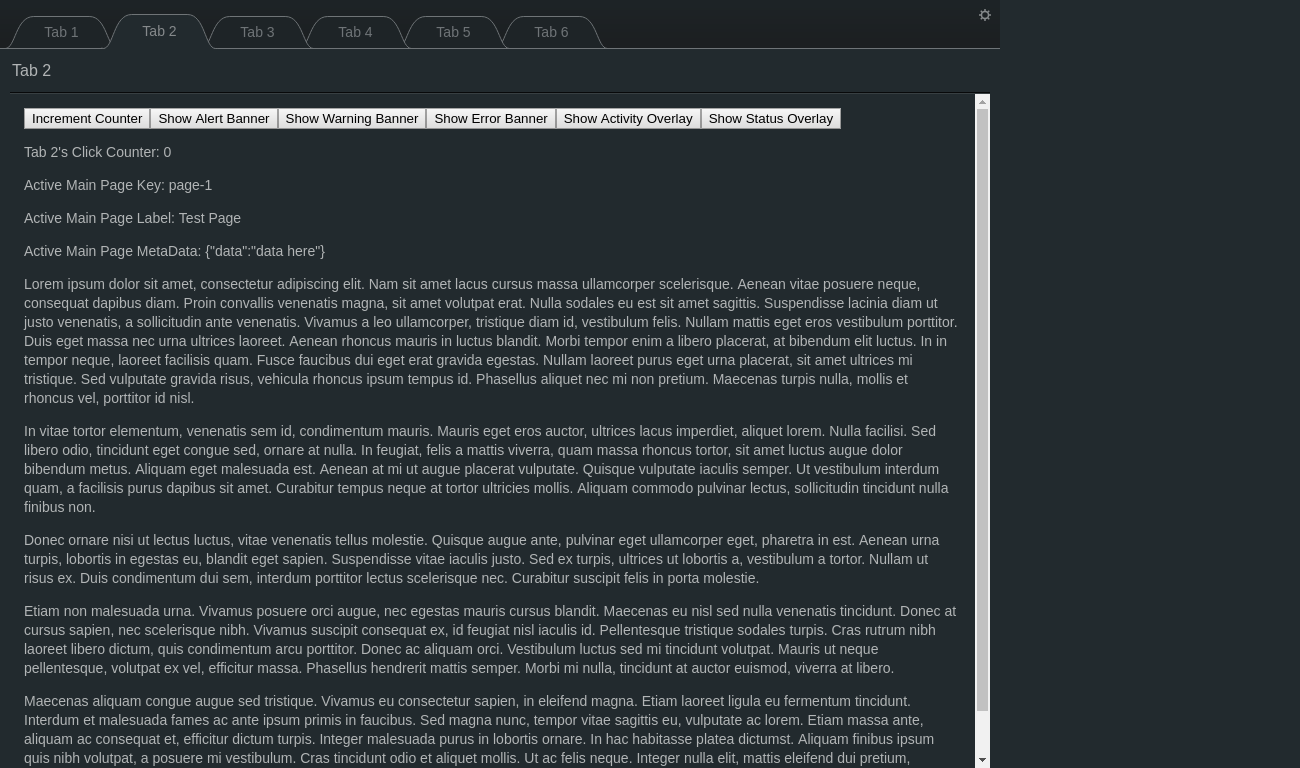 Tab 1 Tab 2 Tab 3 Tab 4 Tab 5 Tab 6
Tab 2
Increment Counter Show Alert Banner Show Warning Banner Show Error Banner Show Activity Overlay Show Status Overlay
Tab 2's Click Counter: 0
Active Main Page Key: page-1
Active Main Page Label: Test Page
Active Main Page MetaData: {"data":"data here"}
Lorem ipsum dolor sit amet, consectetur adipiscing elit. Nam sit amet lacus cursus massa ullamcorper scelerisque. Aenean vitae posuere neque,
consequat dapibus diam. Proin convallis venenatis magna, sit amet volutpat erat. Nulla sodales eu est sit amet sagittis. Suspendisse lacinia diam ut
justo venenatis, a sollicitudin ante venenatis. Vivamus a leo ullamcorper, tristique diam id, vestibulum felis. Nullam mattis eget eros vestibulum porttitor.
Duis eget massa nec urna ultrices laoreet. Aenean rhoncus mauris in luctus blandit. Morbi tempor enim a libero placerat, at bibendum elit luctus. In in
tempor neque, laoreet facilisis quam. Fusce faucibus dui eget erat gravida egestas. Nullam laoreet purus eget urna placerat, sit amet ultrices mi
tristique. Sed vulputate gravida risus, vehicula rhoncus ipsum tempus id. Phasellus aliquet nec mi non pretium. Maecenas turpis nulla, mollis et
rhoncus vel, porttitor id nisl.
In vitae tortor elementum, venenatis sem id, condimentum mauris. Mauris eget eros auctor, ultrices lacus imperdiet, aliquet lorem. Nulla facilisi. Sed
libero odio, tincidunt eget congue sed, ornare at nulla. In feugiat, felis a mattis viverra, quam massa rhoncus tortor, sit amet luctus augue dolor
bibendum metus. Aliquam eget malesuada est. Aenean at mi ut augue placerat vulputate. Quisque vulputate iaculis semper. Ut vestibulum interdum
quam, a facilisis purus dapibus sit amet. Curabitur tempus neque at tortor ultricies mollis. Aliquam commodo pulvinar lectus, sollicitudin tincidunt nulla
finibus non.
Donec ornare nisi ut lectus luctus, vitae venenatis tellus molestie. Quisque augue ante, pulvinar eget ullamcorper eget, pharetra in est. Aenean urna
turpis, lobortis in egestas eu, blandit eget sapien. Suspendisse vitae iaculis justo. Sed ex turpis, ultrices ut lobortis a, vestibulum a tortor. Nullam ut
risus ex. Duis condimentum dui sem, interdum porttitor lectus scelerisque nec. Curabitur suscipit felis in porta molestie.
Etiam non malesuada urna. Vivamus posuere orci augue, nec egestas mauris cursus blandit. Maecenas eu nisl sed nulla venenatis tincidunt. Donec at
cursus sapien, nec scelerisque nibh. Vivamus suscipit consequat ex, id feugiat nisl iaculis id. Pellentesque tristique sodales turpis. Cras rutrum nibh
laoreet libero dictum, quis condimentum arcu porttitor. Donec ac aliquam orci. Vestibulum luctus sed mi tincidunt volutpat. Mauris ut neque
pellentesque, volutpat ex vel, efficitur massa. Phasellus hendrerit mattis semper. Morbi mi nulla, tincidunt at auctor euismod, viverra at libero.
Maecenas aliquam congue augue sed tristique. Vivamus eu consectetur sapien, in eleifend magna. Etiam laoreet ligula eu fermentum tincidunt.
Interdum et malesuada fames ac ante ipsum primis in faucibus. Sed magna nunc, tempor vitae sagittis eu, vulputate ac lorem. Etiam massa ante,
aliquam ac consequat et, efficitur dictum turpis. Integer malesuada purus in lobortis ornare. In hac habitasse platea dictumst. Aliquam finibus ipsum
quis nibh volutpat, a posuere mi vestibulum. Cras tincidunt odio et aliquet mollis. Ut ac felis neque. Integer nulla elit, mattis eleifend dui pretium,